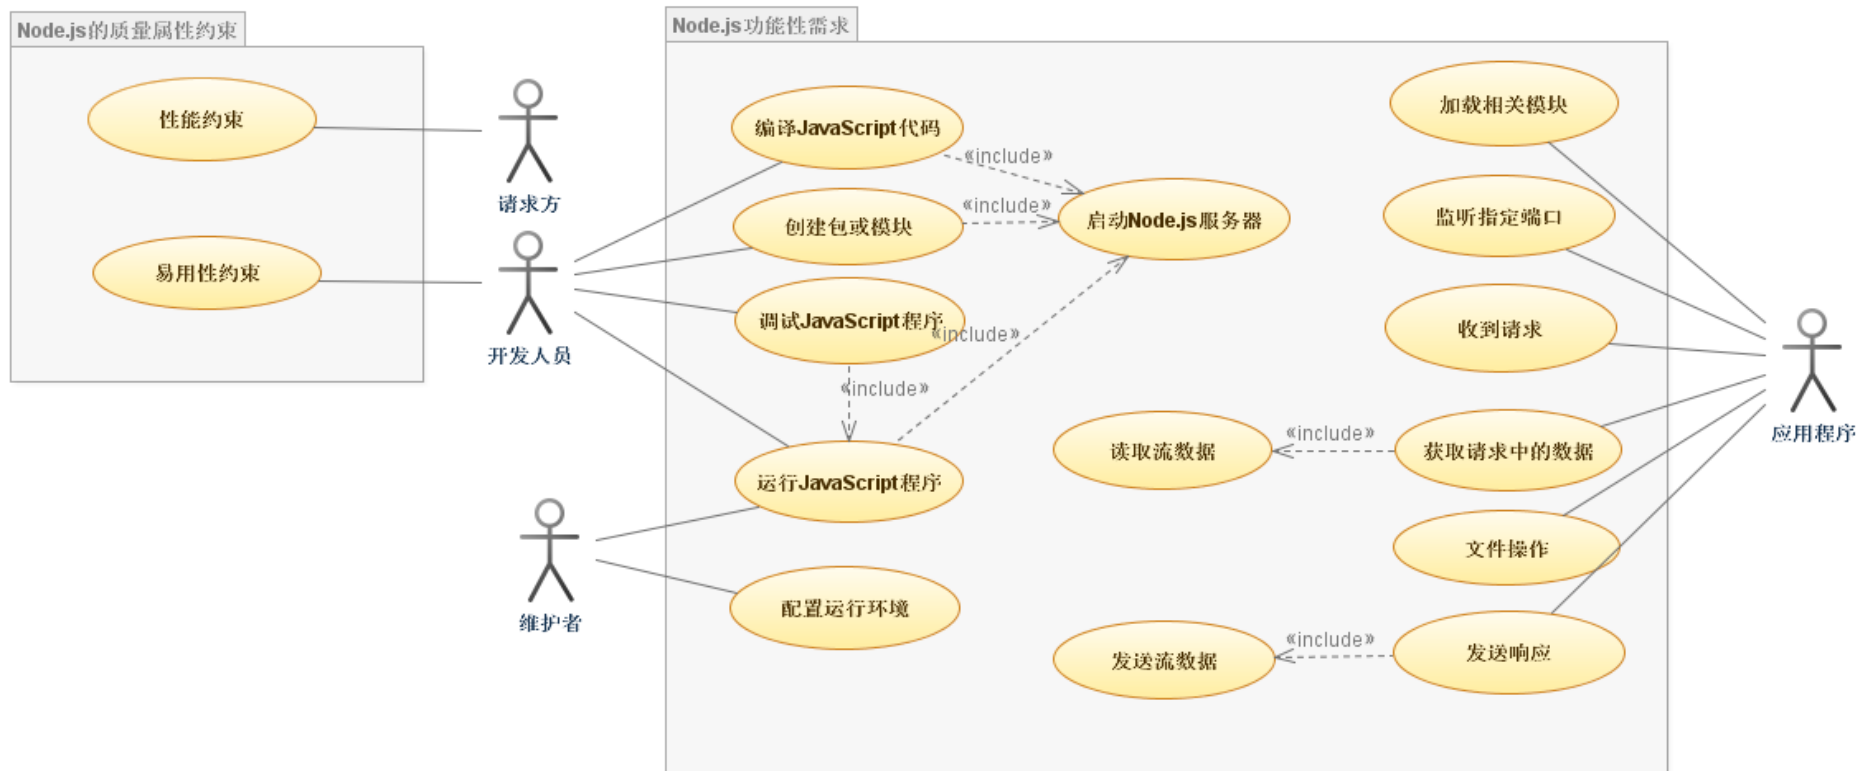 Node.js的质量属性约束
性能约束
易用性约束
请求方
开发人员
维护者
Node.js功能性需求
编译JavaScript代码
«include»
创建包或模块
«include»
启动Node.js服务器
调试JavaScript程序
«include»
«include»
运行JavaScript程序
配置运行环境
加载相关模块
监听指定端口
收到请求
读取流数据
«include»
获取请求中的数据
文件操作
发送流数据
«include»
发送响应
应用程序